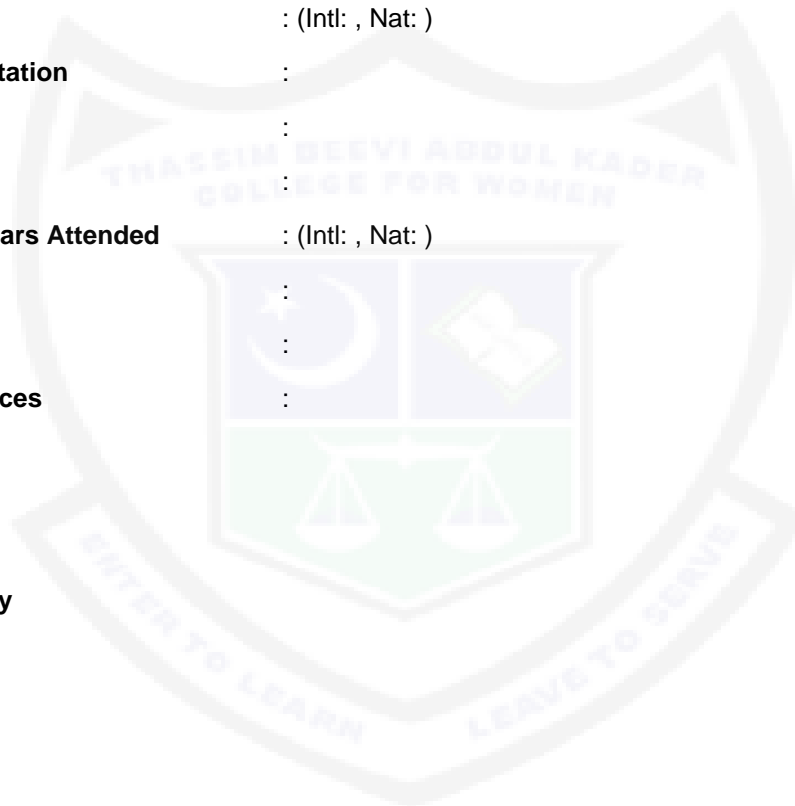 : (Intl: , Nat: )
tation :
:
THASSIM BEEVI ABDUL KADER
COLLEGE FOR WOMEN
:
ars Attended : (Intl: , Nat: )
:
:
ces :
y
ENTER TO LEARN LEAVE TO SERVE